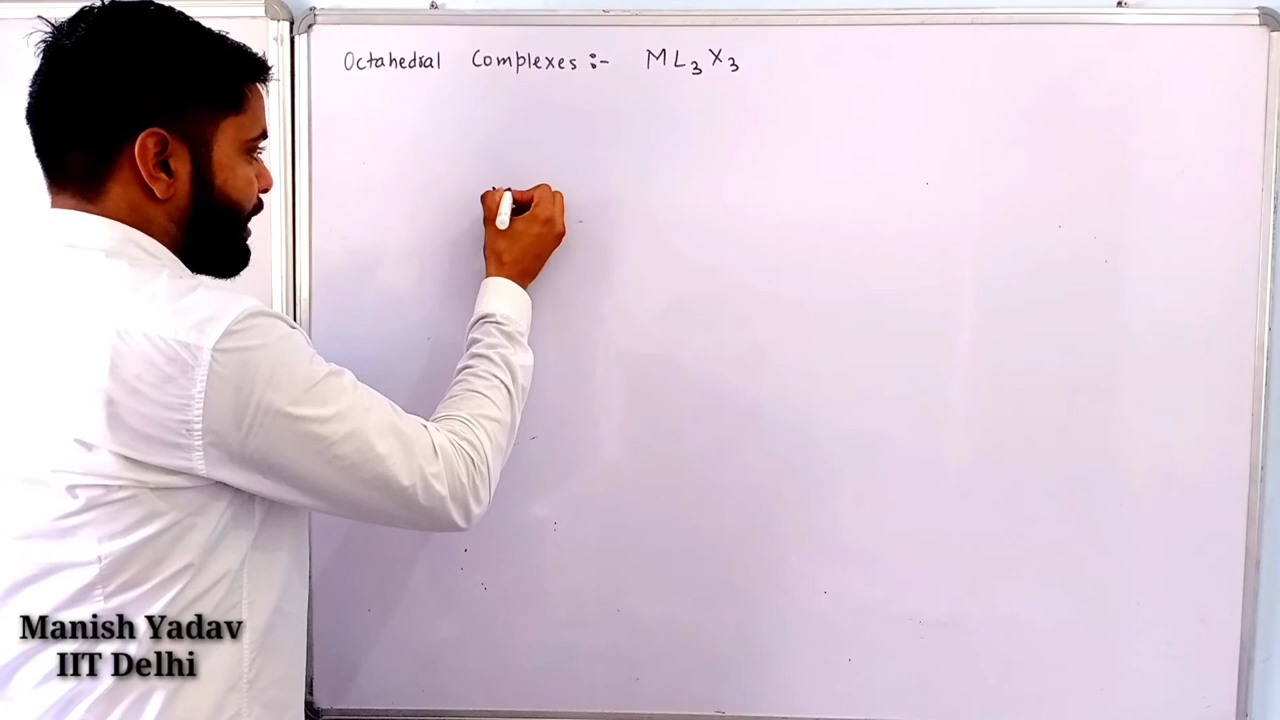 Octahedral Complexes :- ML₃X₃
Manish Yadav
IIT Delhi